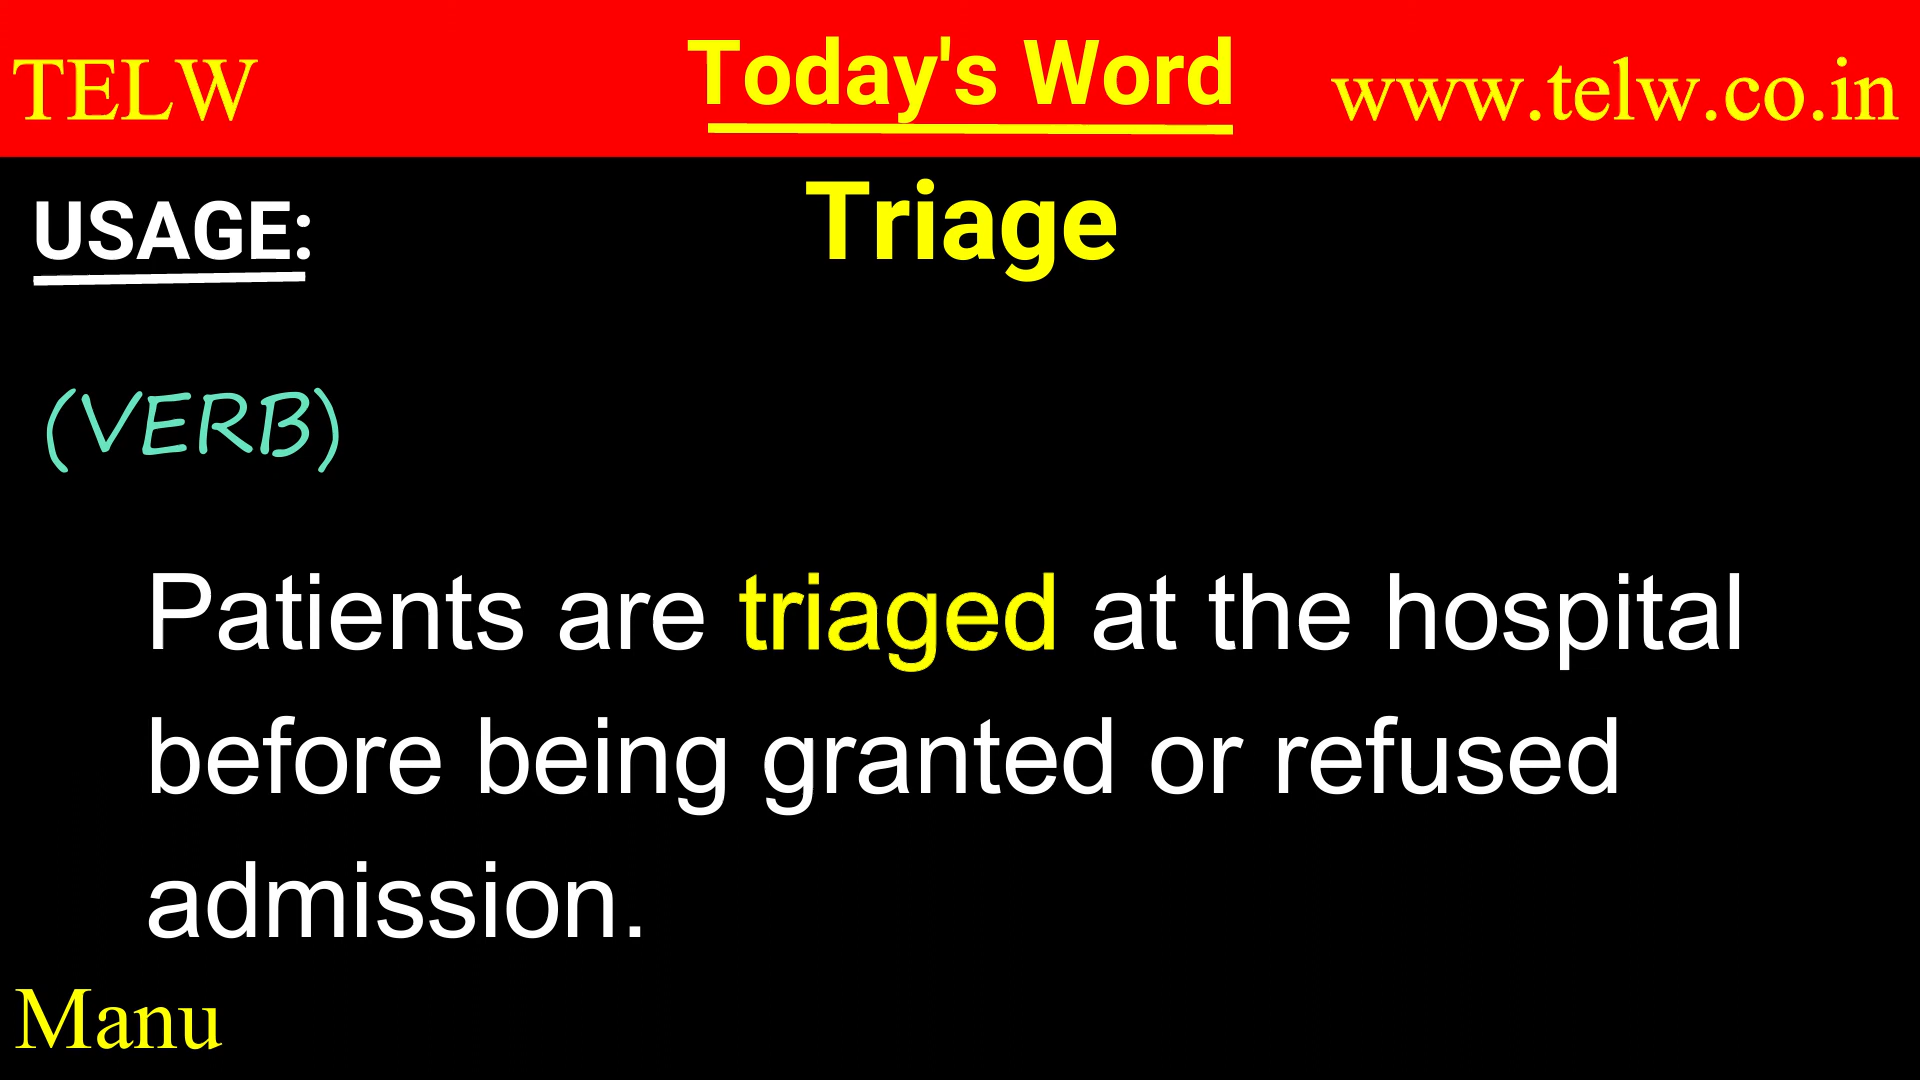 TELW
Today's Word
www.telw.co.in
USAGE:
Triage
(VERB)
Patients are triaged at the hospital
before being granted or refused
admission.
Manu